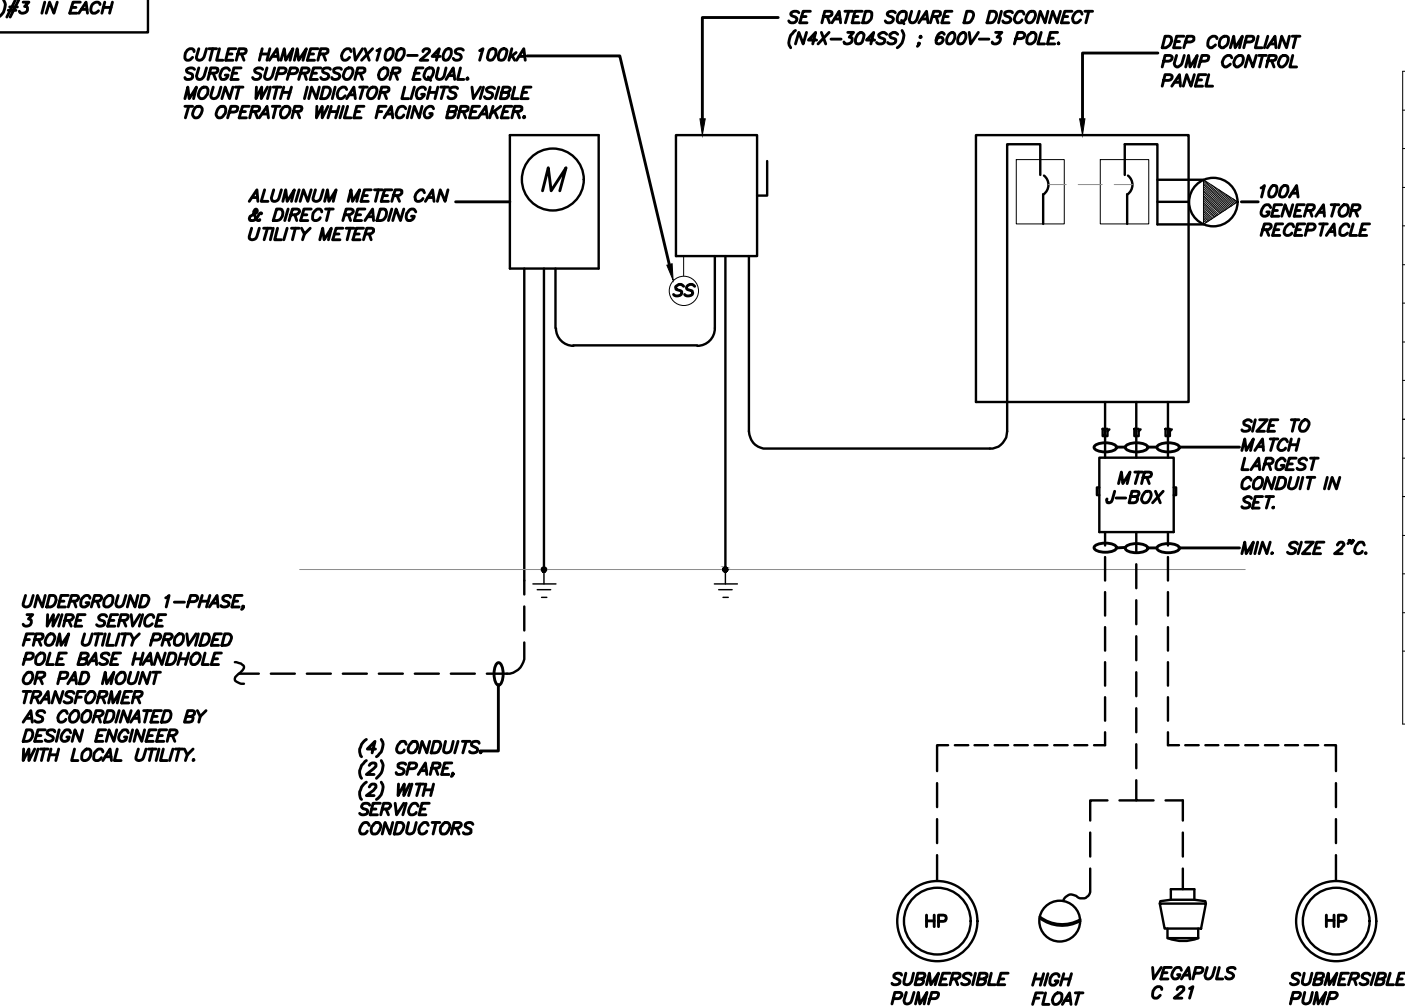 )#3 IN EACH
CUTLER HAMMER CVX100-240S 100kA
SURGE SUPPRESSOR OR EQUAL.
MOUNT WITH INDICATOR LIGHTS VISIBLE
TO OPERATOR WHILE FACING BREAKER.
SE RATED SQUARE D DISCONNECT
(N4X-304SS) ; 600V-3 POLE.
DEP COMPLIANT
PUMP CONTROL
PANEL
M
ALUMINUM METER CAN
& DIRECT READING
UTILITY METER
100A
GENERATOR
RECEPTACLE
SS
SIZE TO
MATCH
LARGEST
CONDUIT IN
SET.
MTR
J-BOX
MIN. SIZE 2"C.
UNDERGROUND 1-PHASE,
3 WIRE SERVICE
FROM UTILITY PROVIDED
POLE BASE HANDHOLE
OR PAD MOUNT
TRANSFORMER
AS COORDINATED BY
DESIGN ENGINEER
WITH LOCAL UTILITY.
(4) CONDUITS.
(2) SPARE,
(2) WITH
SERVICE
CONDUCTORS
HP
SUBMERSIBLE
PUMP
HIGH
FLOAT
VEGAPULS
C 21
HP
SUBMERSIBLE
PUMP